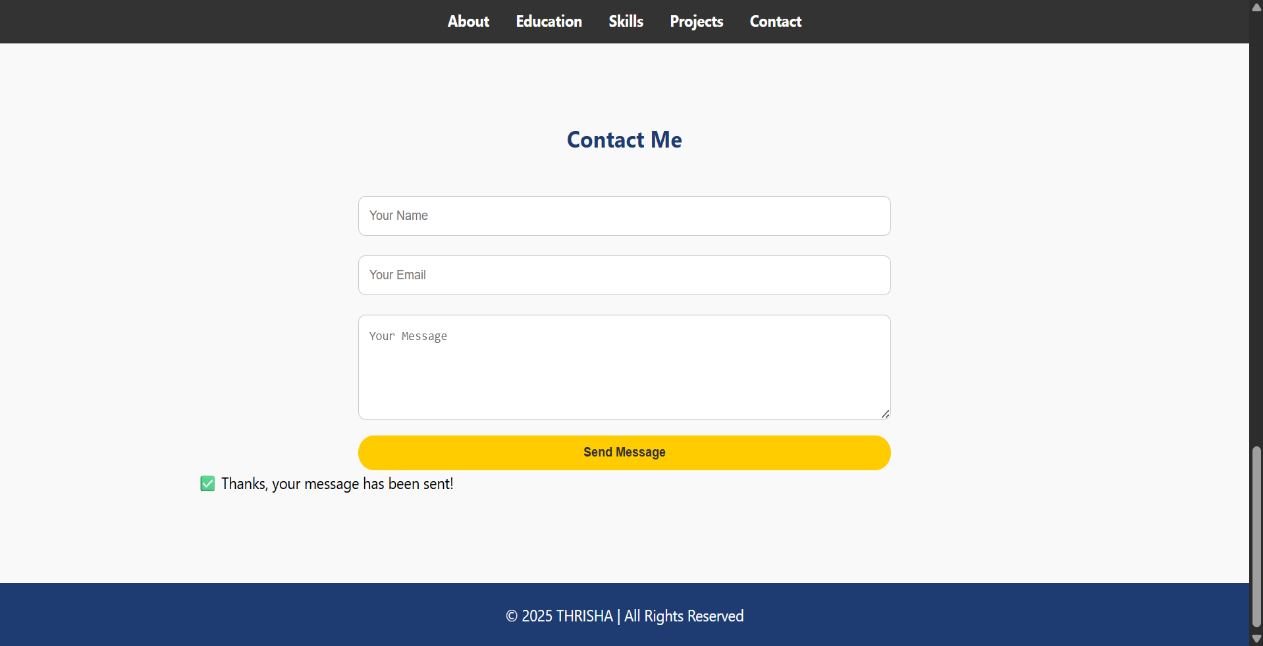 About Education Skills Projects Contact
Contact Me
Your Name
Your Email
Your Message
Send Message
✅ Thanks, your message has been sent!
© 2025 THRISHA | All Rights Reserved